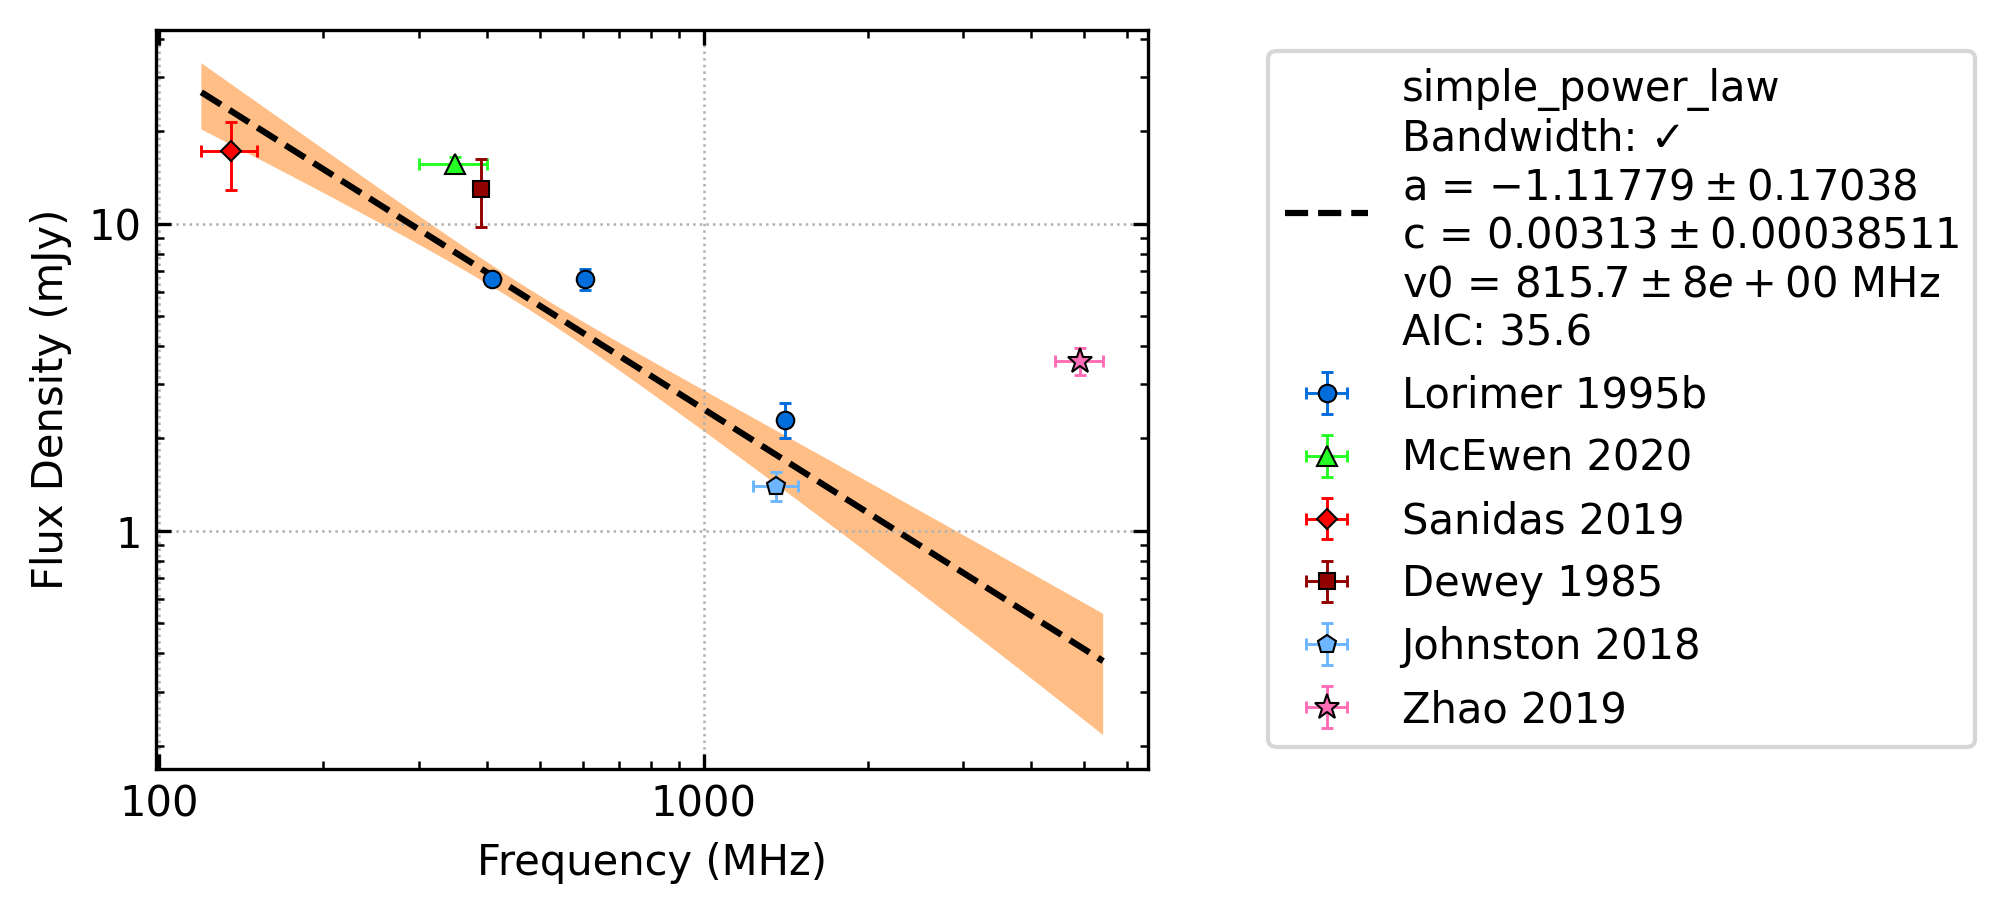 10
1
100
1000
Flux Density (mJy)
Frequency (MHz)
simple_power_law
Bandwidth: ✓
a = −1.11779 ± 0.17038
c = 0.00313 ± 0.00038511
v0 = 815.7 ± 8e + 00 MHz
AIC: 35.6
Lorimer 1995b
McEwen 2020
Sanidas 2019
Dewey 1985
Johnston 2018
Zhao 2019